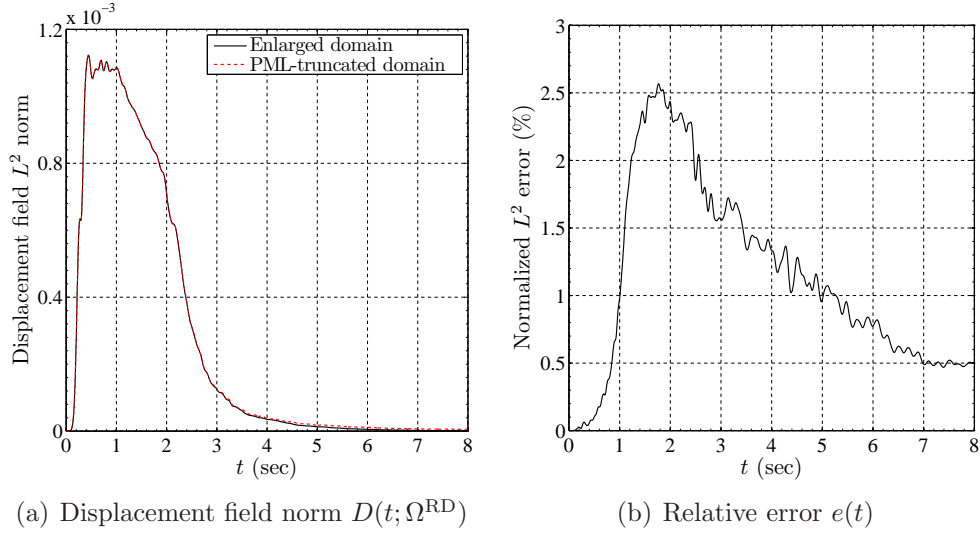 1.2 x 10⁻³
Enlarged domain
PML-truncated domain
0.8
0.4
0
Displacement field L² norm
0 1 2 3 4 5 6 7 8
t (sec)
(a) Displacement field norm D(t; Ω^RD)
3
2.5
2
1.5
1
0.5
0
Normalized L² error (%)
0 1 2 3 4 5 6 7 8
t (sec)
(b) Relative error e(t)